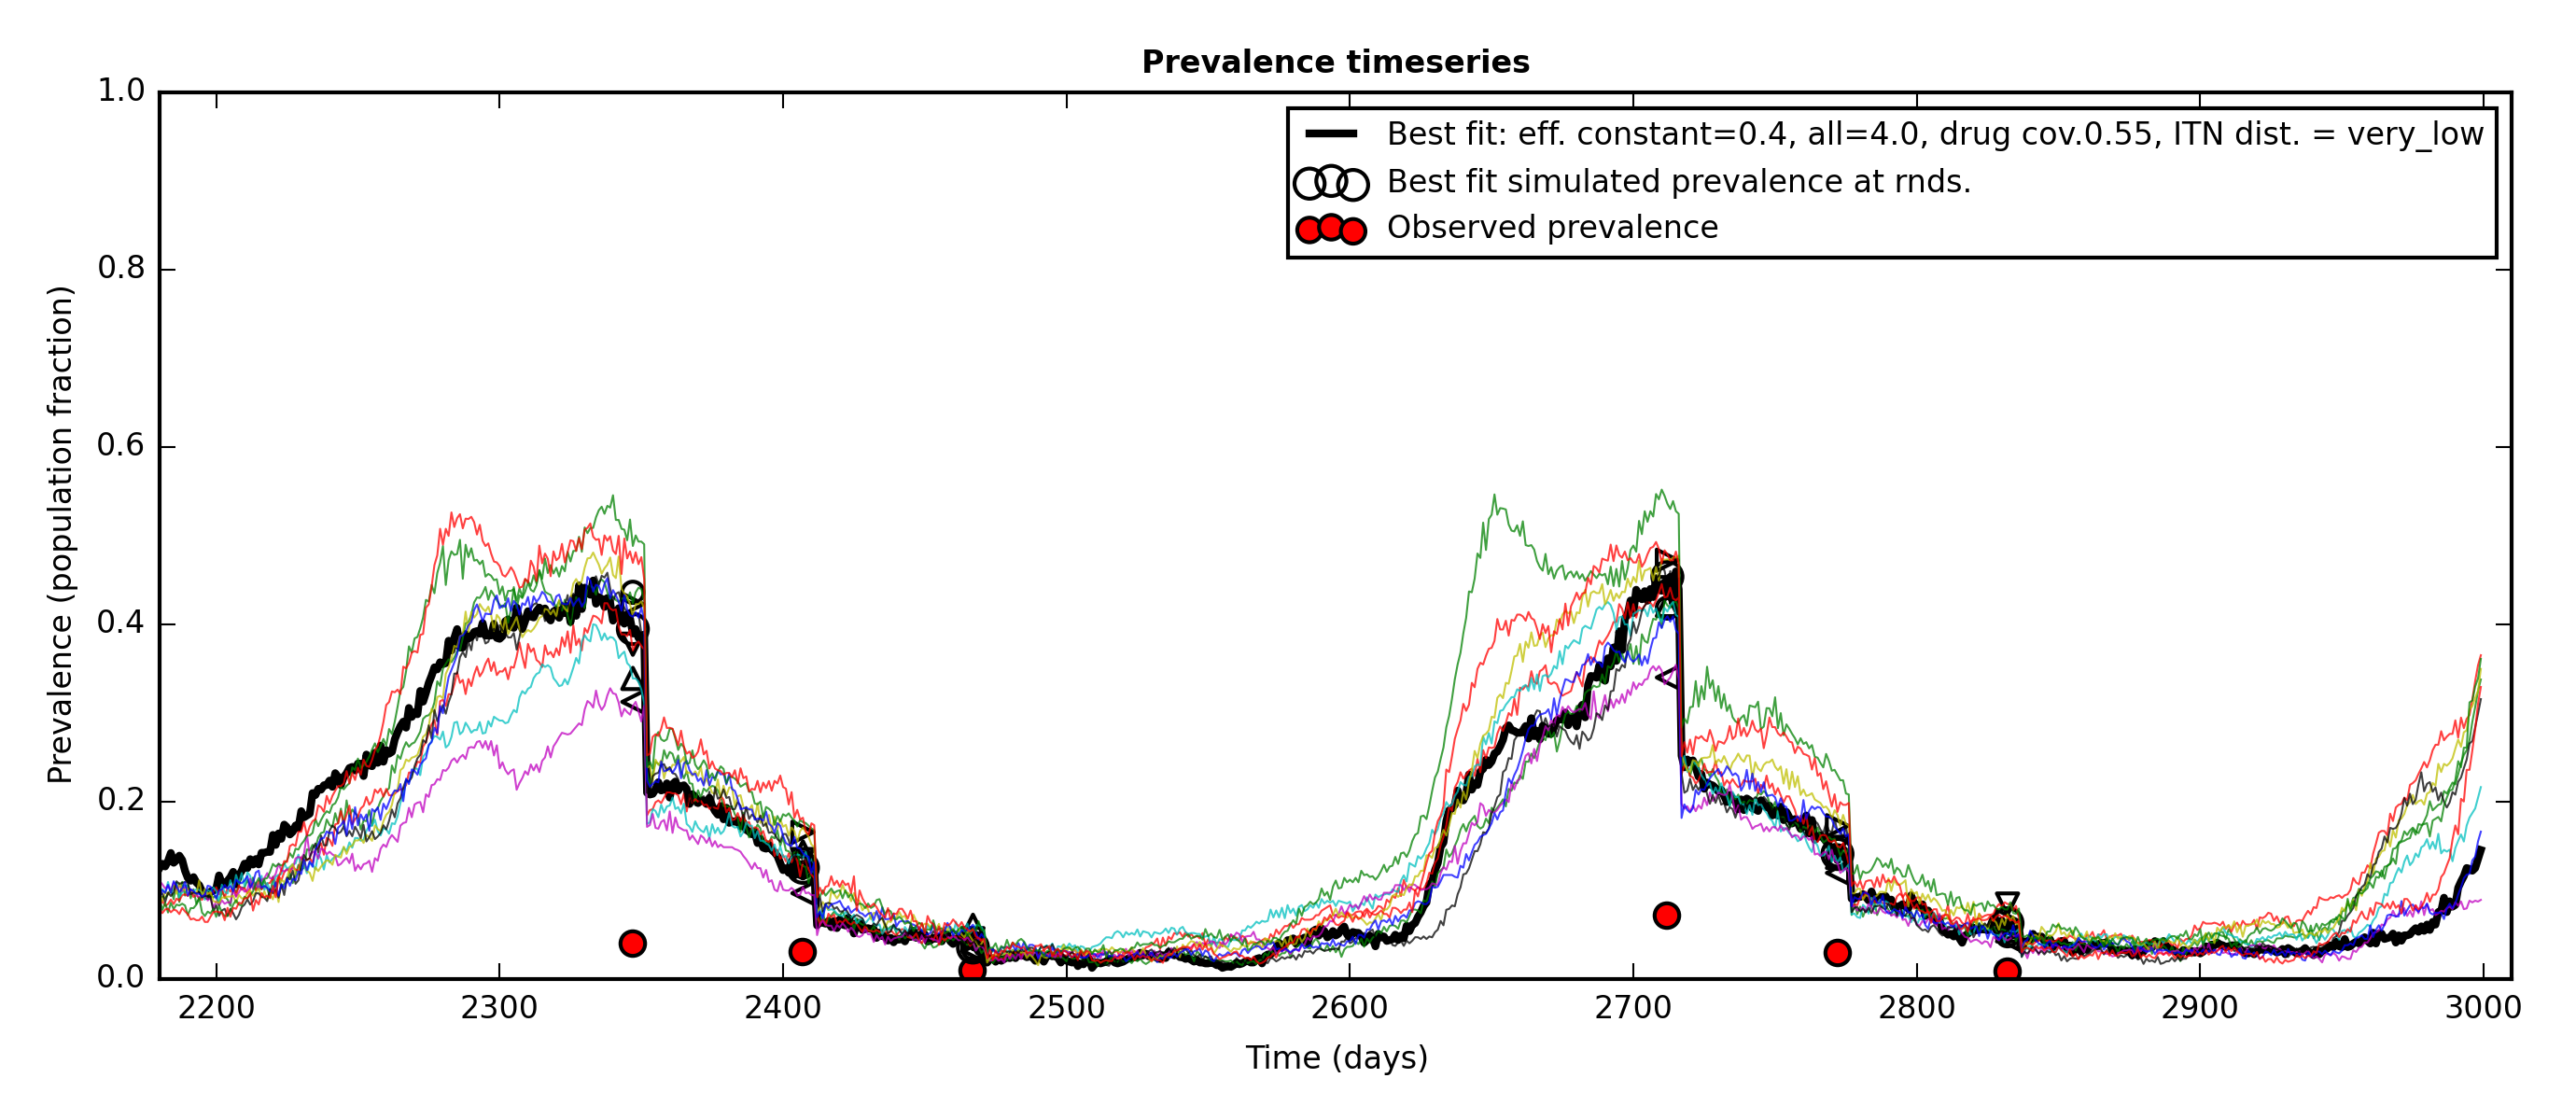 Prevalence timeseries
Prevalence (population fraction)
1.0
0.8
0.6
0.4
0.2
0.0
Best fit: eff. constant=0.4, all=4.0, drug cov.0.55, ITN dist. = very_low
Best fit simulated prevalence at rnds.
Observed prevalence
2200 2300 2400 2500 2600 2700 2800 2900 3000
Time (days)